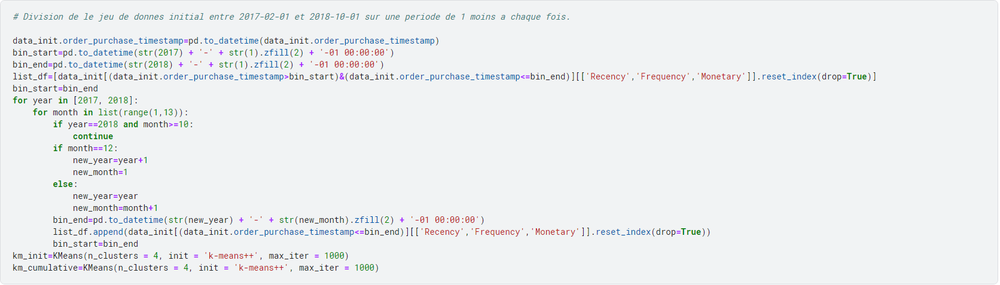 # Division de le jeu de donnes initial entre 2017-02-01 et 2018-10-01 sur une periode de 1 moins a chaque fois.

data_init.order_purchase_timestamp=pd.to_datetime(data_init.order_purchase_timestamp)
bin_start=pd.to_datetime(str(2017) + '-' + str(1).zfill(2) + '-01 00:00:00')
bin_end=pd.to_datetime(str(2018) + '-' + str(1).zfill(2) + '-01 00:00:00')
list_df=[data_init[(data_init.order_purchase_timestamp>bin_start)&(data_init.order_purchase_timestamp<=bin_end)][['Recency','Frequency','Monetary']].reset_index(drop=True)]
bin_start=bin_end
for year in [2017, 2018]:
    for month in list(range(1,13)):
        if year==2018 and month>=10:
            continue
        if month==12:
            new_year=year+1
            new_month=1
        else:
            new_year=year
            new_month=month+1
        bin_end=pd.to_datetime(str(new_year) + '-' + str(new_month).zfill(2) + '-01 00:00:00')
        list_df.append(data_init[(data_init.order_purchase_timestamp<=bin_end)][['Recency','Frequency','Monetary']].reset_index(drop=True))
        bin_start=bin_end
km_init=KMeans(n_clusters = 4, init = 'k-means++', max_iter = 1000)
km_cumulative=KMeans(n_clusters = 4, init = 'k-means++', max_iter = 1000)